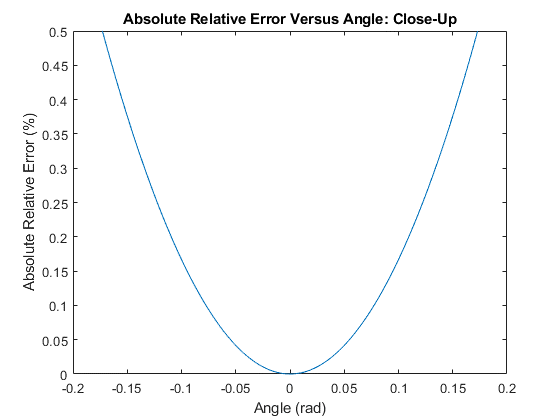 Absolute Relative Error Versus Angle: Close-Up
0.5
0.45
0.4
0.35
0.3
0.25
0.2
0.15
0.1
0.05
0
Absolute Relative Error (%)
-0.2 -0.15 -0.1 -0.05 0 0.05 0.1 0.15 0.2
Angle (rad)